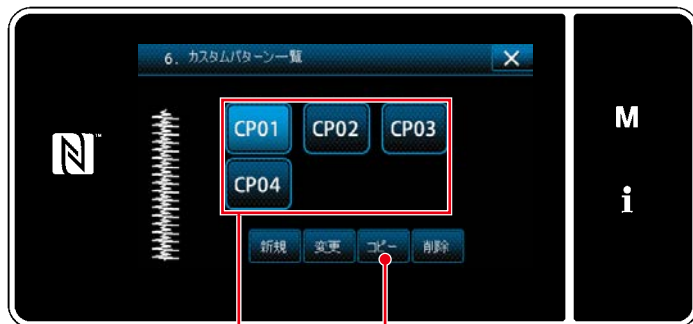 6. カスタムパターン一覧
CP01 CP02 CP03
CP04
新規 変更 コピー 削除
M
i
N